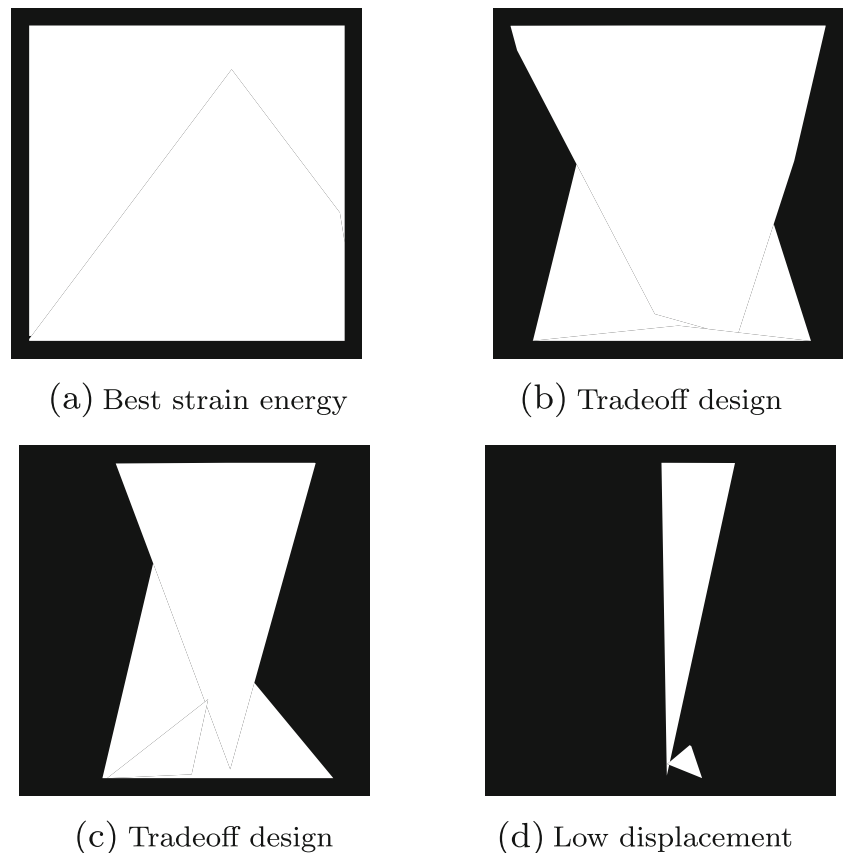 (a) Best strain energy
(b) Tradeoff design
(c) Tradeoff design
(d) Low displacement